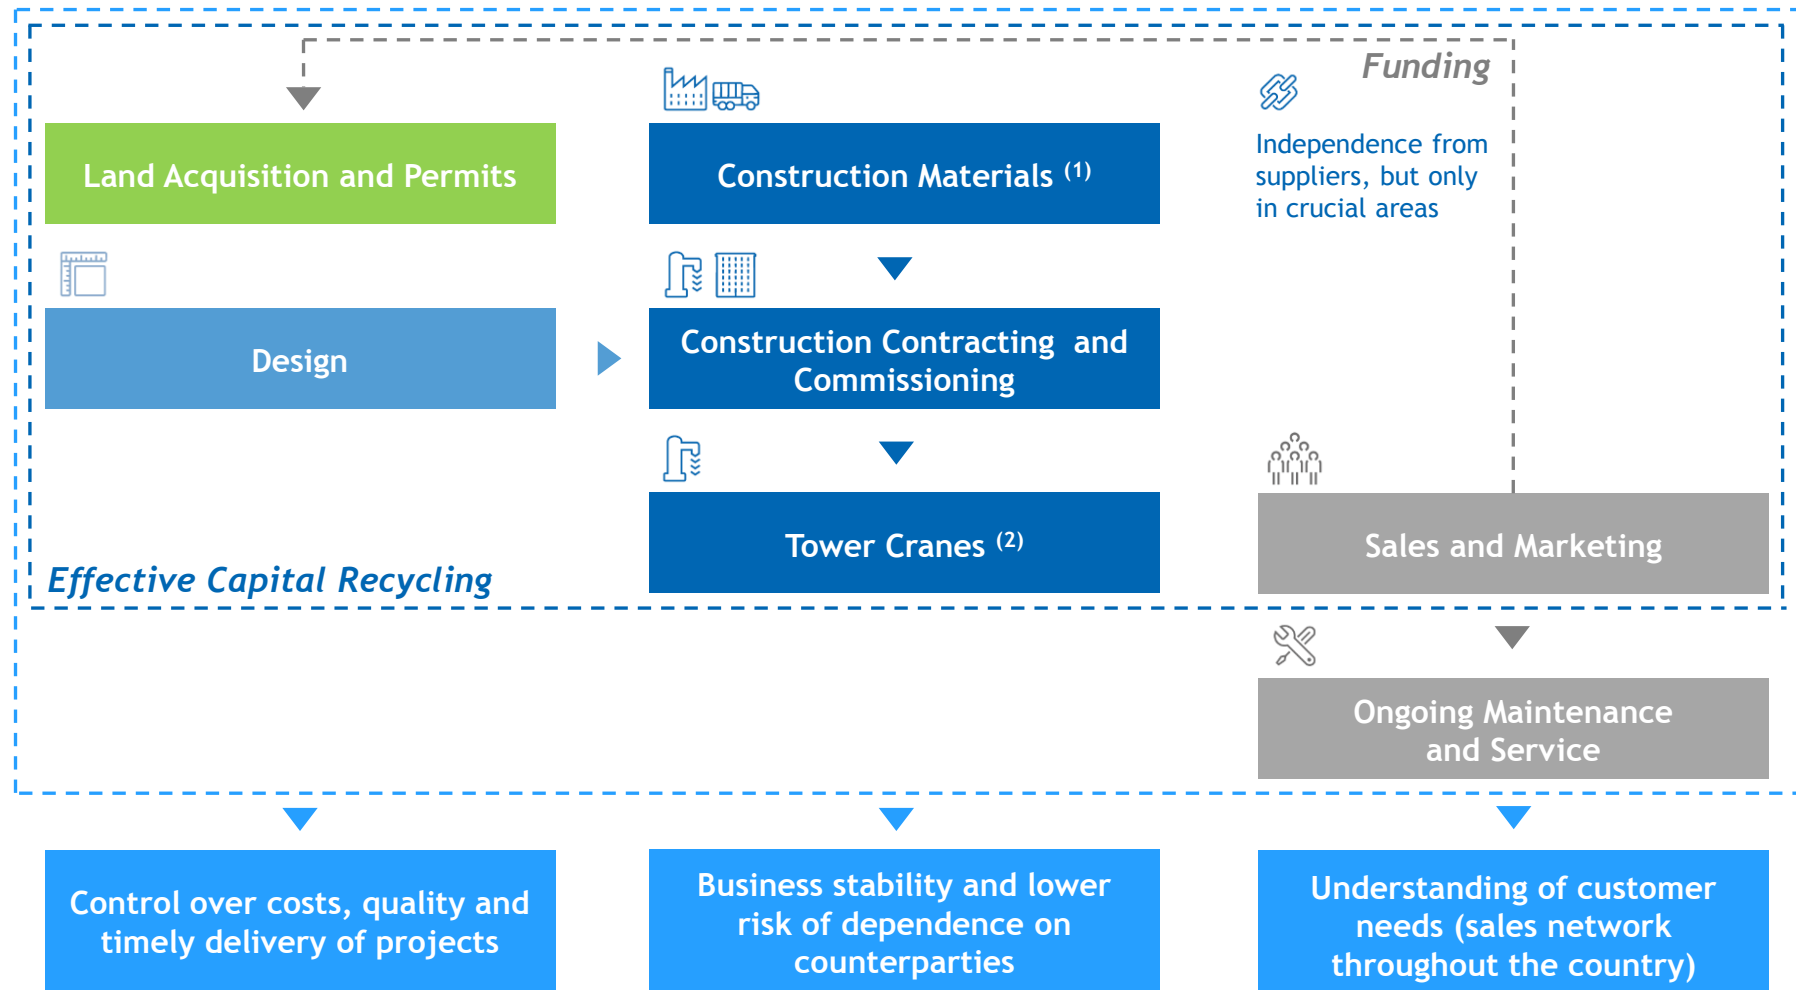 Funding
Land Acquisition and Permits
Construction Materials (1)
Independence from
suppliers, but only
in crucial areas
Design
Construction Contracting and
Commissioning
Tower Cranes (2)
Sales and Marketing
Effective Capital Recycling
Ongoing Maintenance
and Service
Control over costs, quality and
timely delivery of projects
Business stability and lower
risk of dependence on
counterparties
Understanding of customer
needs (sales network
throughout the country)